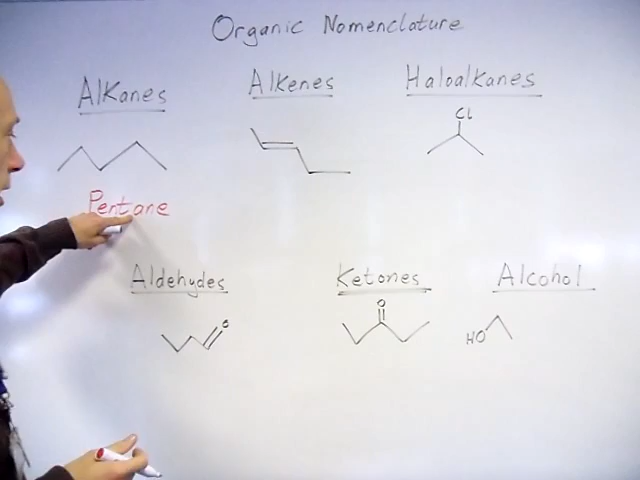 Organic Nomenclature
Alkanes Alkenes Haloalkanes
Cl
Pentane
Aldehydes Ketones Alcohol
O O
HO